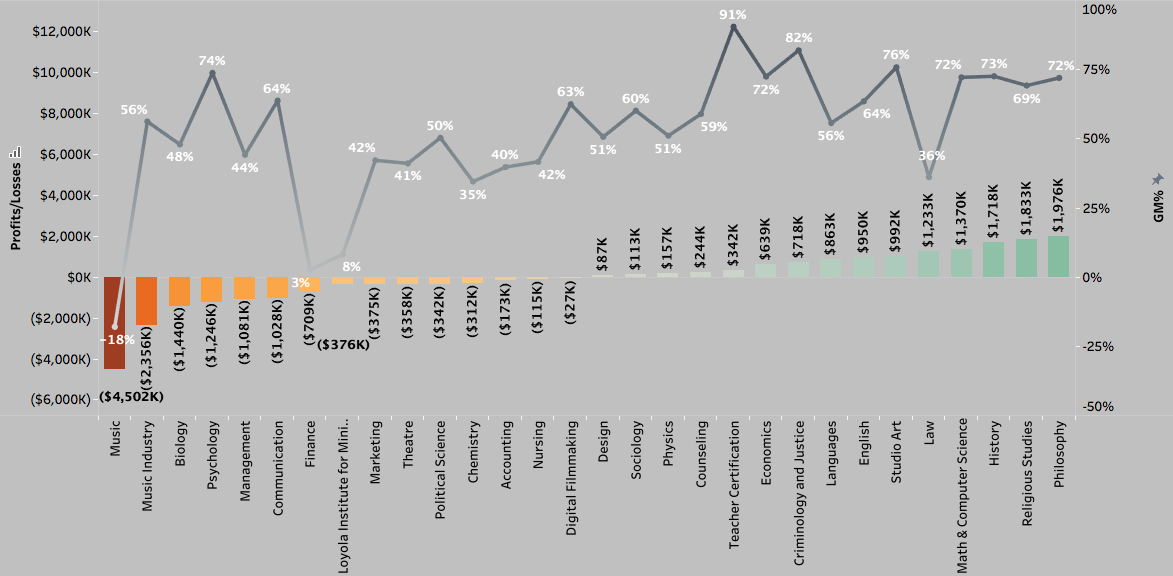 $12,000K
$10,000K
$8,000K
$6,000K
$4,000K
$2,000K
$0K
($2,000K)
($4,000K)
($6,000K)
Profits/Losses
100%
75%
50%
25%
0%
-25%
-50%
GM%
-18%
56%
48%
74%
44%
64%
3%
8%
42%
41%
50%
35%
40%
42%
63%
51%
60%
51%
59%
91%
72%
82%
56%
64%
76%
36%
72%
73%
69%
72%
($4,502K)
($2,356K)
($1,440K)
($1,246K)
($1,081K)
($1,028K)
($709K)
($376K)
($375K)
($358K)
($342K)
($312K)
($173K)
($115K)
($27K)
$87K
$113K
$157K
$244K
$342K
$639K
$718K
$863K
$950K
$992K
$1,233K
$1,370K
$1,718K
$1,833K
$1,976K
Music
Music Industry
Biology
Psychology
Management
Communication
Finance
Loyola Institute for Mini..
Marketing
Theatre
Political Science
Chemistry
Accounting
Nursing
Digital Filmmaking
Design
Sociology
Physics
Counseling
Teacher Certification
Economics
Criminology and Justice
Languages
English
Studio Art
Law
Math & Computer Science
History
Religious Studies
Philosophy